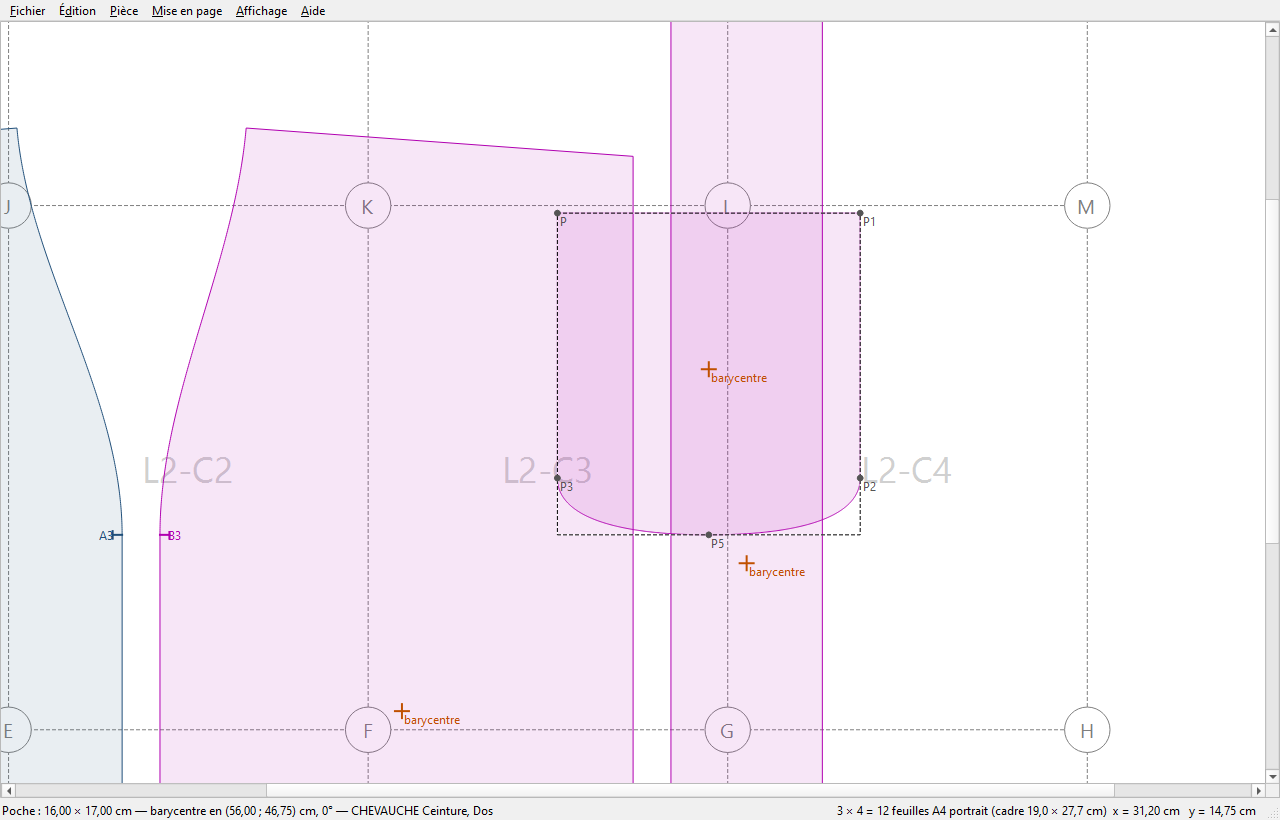 Fichier Édition Pièce Mise en page Affichage Aide
J K L M
P P1
barycentre
L2-C2 L2-C3 L2-C4
P3 P2
A3 B3
P5
barycentre
barycentre
E F G H
Poche : 16,00 × 17,00 cm — barycentre en (56,00 ; 46,75) cm, 0° — CHEVAUCHE Ceinture, Dos 3 × 4 = 12 feuilles A4 portrait (cadre 19,0 × 27,7 cm) x = 31,20 cm y = 14,75 cm